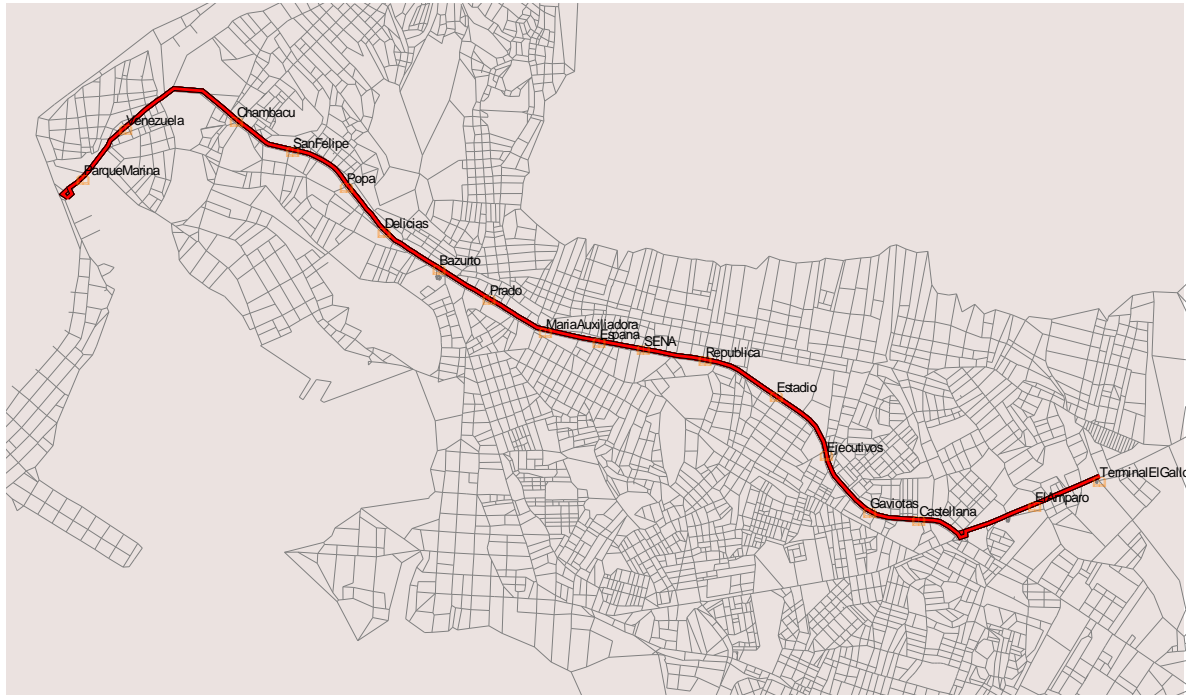 Chambacu
Venezuela
SanFelipe
ParqueMarina
Popa
Delicias
Bazurto
Prado
MariaAuxiliadora
Espana
SENA
Republica
Estadio
Ejecutivos
TerminalElGallo
ElAmparo
Gaviotas
Castellana